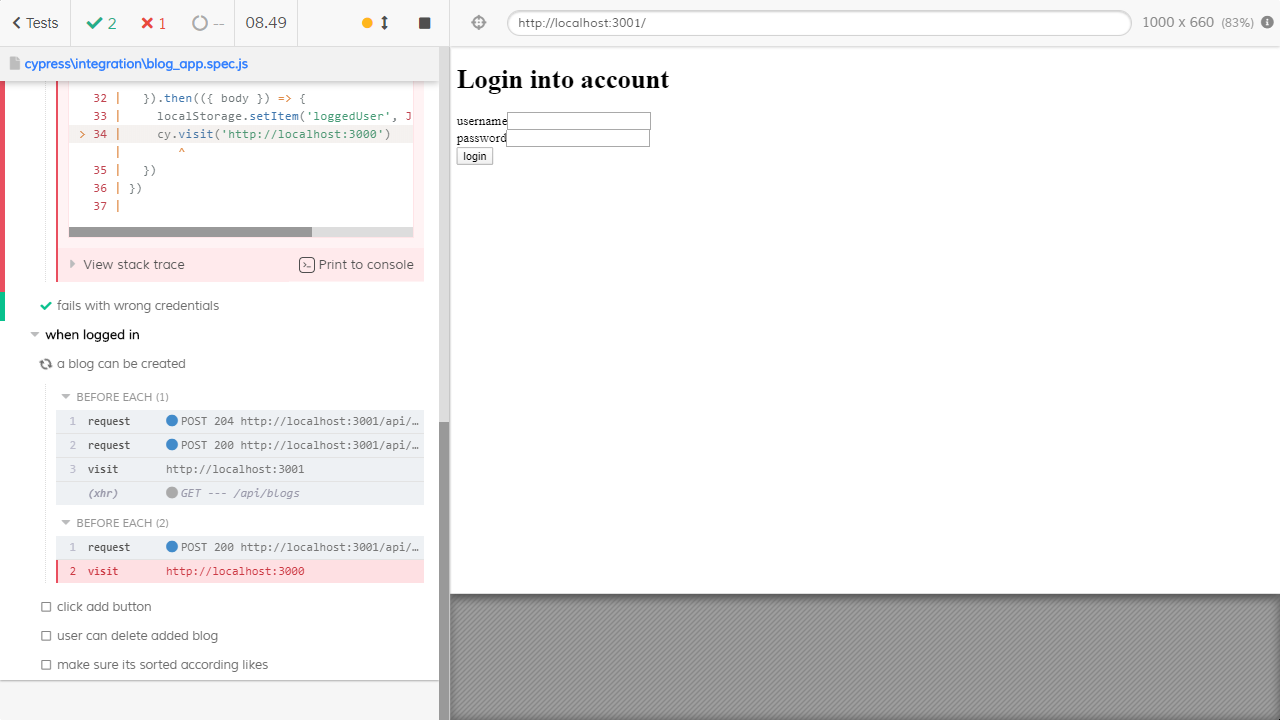 Tests 2 1 -- 08.49
http://localhost:3001/ 1000 x 660 (83%)
cypress\integration\blog_app.spec.js
32 | }).then(({ body }) => {
33 | localStorage.setItem('loggedUser', J
> 34 | cy.visit('http://localhost:3000')
| ^
35 | })
36 | })
37 |
View stack trace Print to console
fails with wrong credentials
when logged in
a blog can be created
BEFORE EACH (1)
1 request POST 204 http://localhost:3001/api/…
2 request POST 200 http://localhost:3001/api/…
3 visit http://localhost:3001
(xhr) GET --- /api/blogs
BEFORE EACH (2)
1 request POST 200 http://localhost:3001/api/…
2 visit http://localhost:3000
click add button
user can delete added blog
make sure its sorted according likes
Login into account
username
password
login